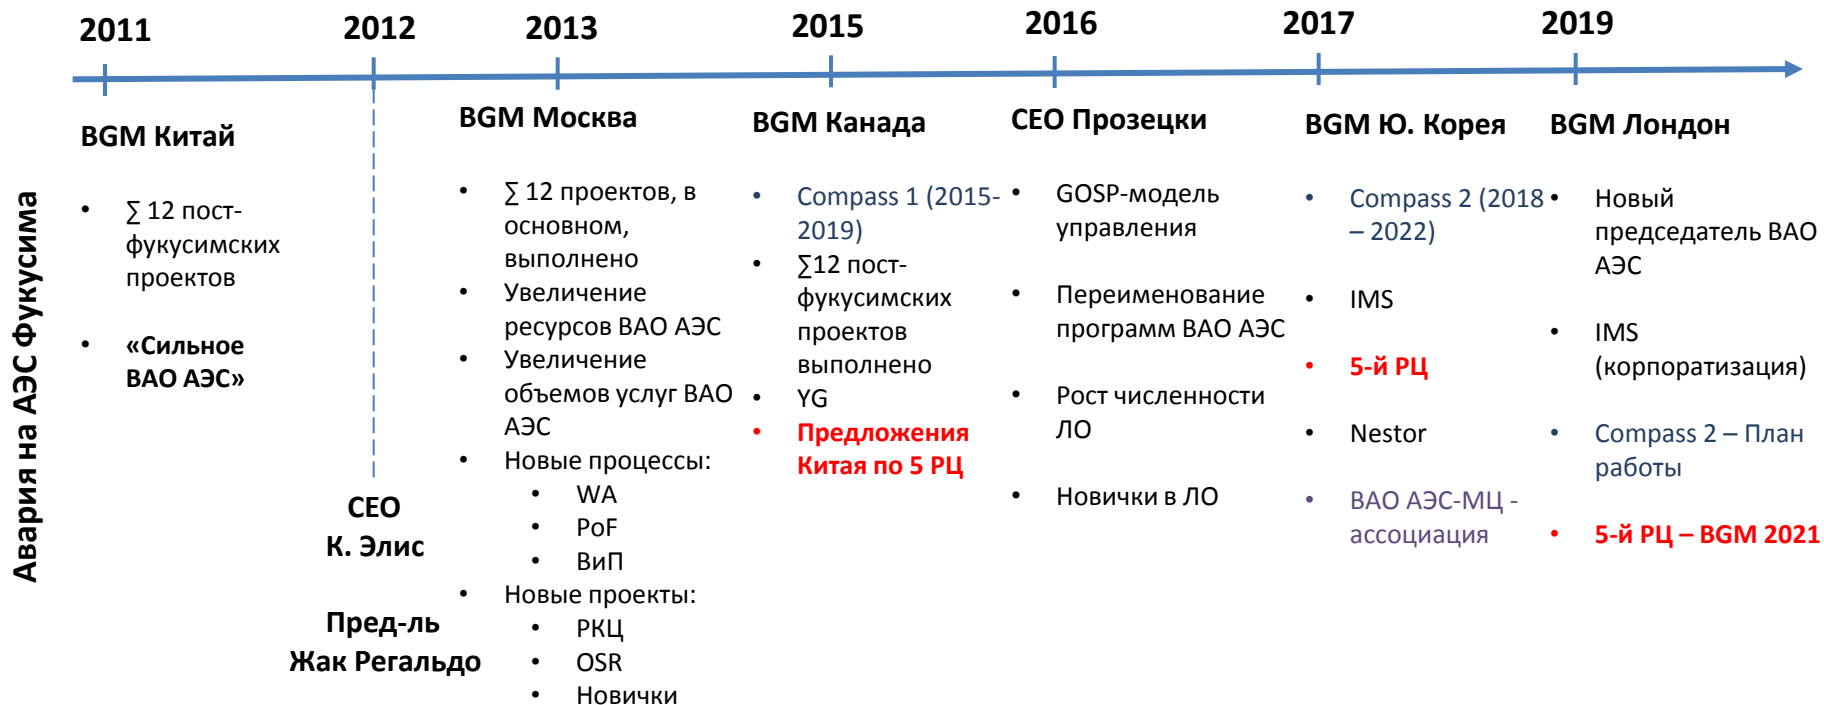 2011
2012
2013
2015
2016
2017
2019
Авария на АЭС Фукусима
BGM Китай
• ∑ 12 пост-
фукусимских
проектов
• «Сильное
ВАО АЭС»
CEO
К. Элис
Пред-ль
Жак Регальдо
BGM Москва
• ∑ 12 проектов, в
основном,
выполнено
• Увеличение
ресурсов ВАО АЭС
• Увеличение
объемов услуг ВАО
АЭС
• Новые процессы:
• WA
• PoF
• ВиП
• Новые проекты:
• РКЦ
• OSR
• Новички
BGM Канада
• Compass 1 (2015-
2019)
• ∑12 пост-
фукусимских
проектов
выполнено
• YG
• Предложения
Китая по 5 РЦ
CEO Прозецки
• GOSP-модель
управления
• Переименование
программ ВАО АЭС
• Рост численности
ЛО
• Новички в ЛО
BGM Ю. Корея
• Compass 2 (2018
– 2022)
• IMS
• 5-й РЦ
• Nestor
• ВАО АЭС-МЦ -
ассоциация
BGM Лондон
• Новый
председатель ВАО
АЭС
• IMS
(корпоратизация)
• Compass 2 – План
работы
• 5-й РЦ – BGM 2021